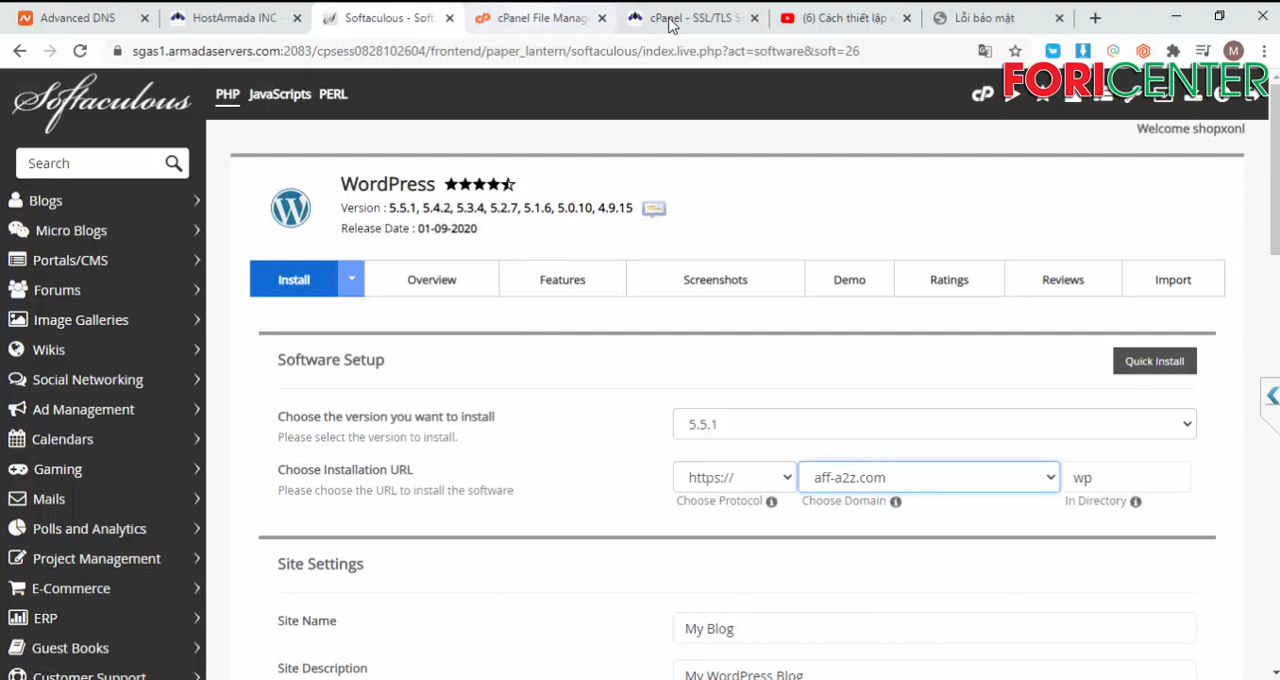 Advanced DNS
HostArmada INC
Softaculous - Soft
cPanel File Manag
cPanel - SSL/TLS S
(6) Cách thiết lập
Lỗi bảo mật
sgas1.armadaservers.com:2083/cpsess0828102604/frontend/paper_lantern/softaculous/index.live.php?act=software&soft=26
M
FORICENTER
Softaculous
PHP JavaScripts PERL
Welcome shopxonl
Search
Blogs
Micro Blogs
Portals/CMS
Forums
Image Galleries
Wikis
Social Networking
Ad Management
Calendars
Gaming
Mails
Polls and Analytics
Project Management
E-Commerce
ERP
Guest Books
Customer Support
WordPress
Version : 5.5.1, 5.4.2, 5.3.4, 5.2.7, 5.1.6, 5.0.10, 4.9.15
Release Date : 01-09-2020
Install Overview Features Screenshots Demo Ratings Reviews Import
Software Setup
Quick Install
Choose the version you want to install
Please select the version to install.
5.5.1
Choose Installation URL
Please choose the URL to install the software
https:// aff-a2z.com wp
Choose Protocol Choose Domain In Directory
Site Settings
Site Name
My Blog
Site Description
My WordPress Blog